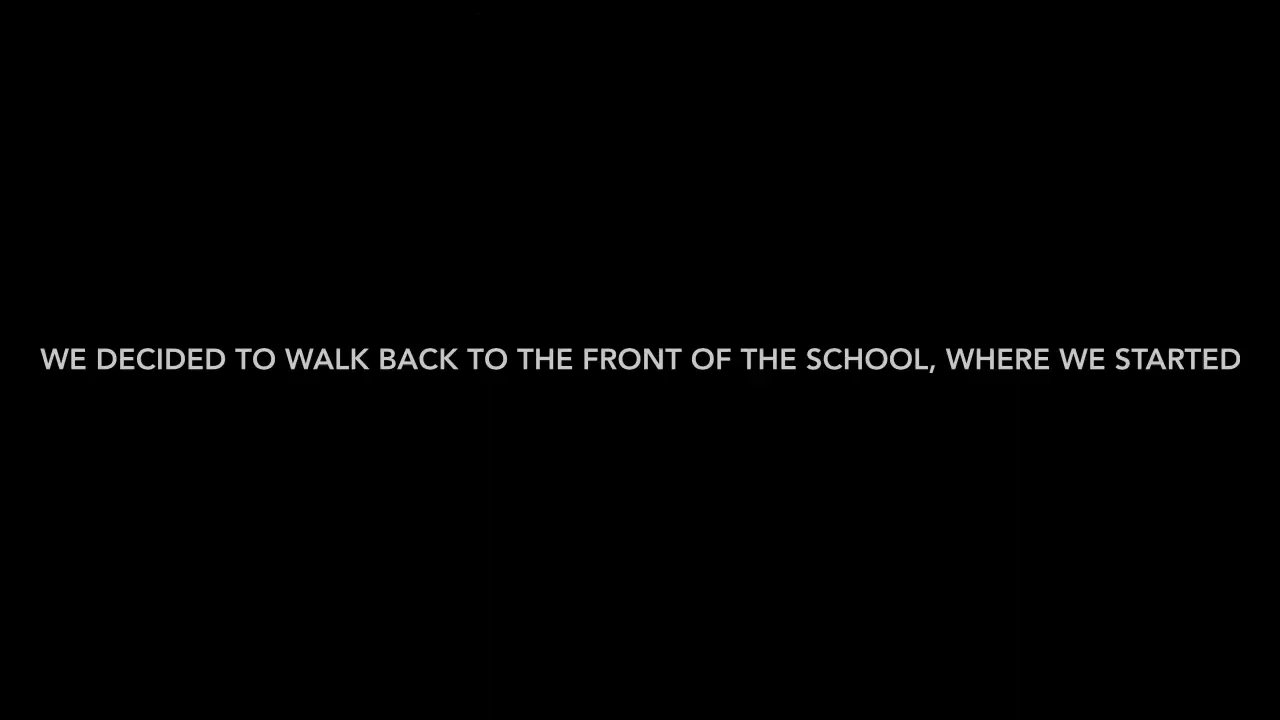 WE DECIDED TO WALK BACK TO THE FRONT OF THE SCHOOL, WHERE WE STARTED